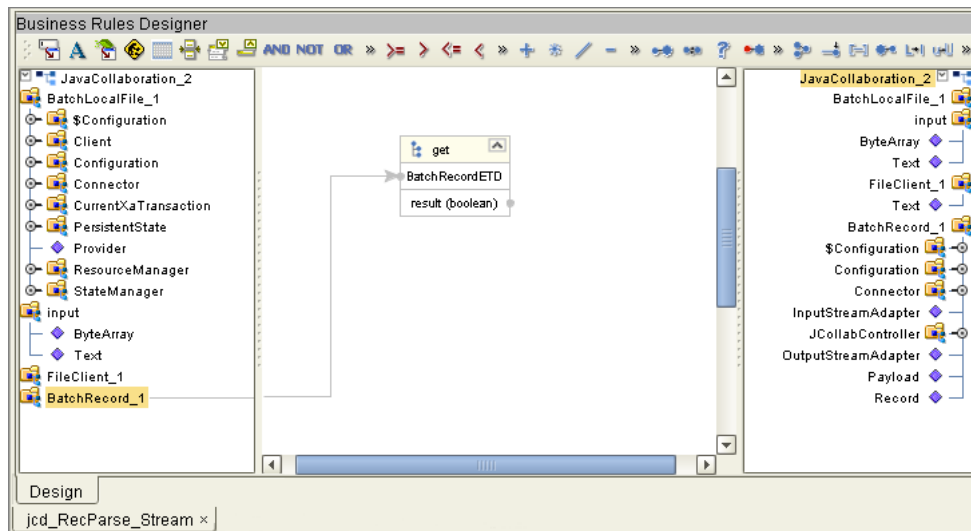 Business Rules Designer
A AND NOT OR » >= > <= < » + * / - » ? » »
JavaCollaboration_2
BatchLocalFile_1
$Configuration
Client
Configuration
Connector
CurrentXaTransaction
PersistentState
Provider
ResourceManager
StateManager
input
ByteArray
Text
FileClient_1
BatchRecord_1
get
BatchRecordETD
result (boolean)
JavaCollaboration_2
BatchLocalFile_1
input
ByteArray
Text
FileClient_1
Text
BatchRecord_1
$Configuration
Configuration
Connector
InputStreamAdapter
JCollabController
OutputStreamAdapter
Payload
Record
Design
jcd_RecParse_Stream ×